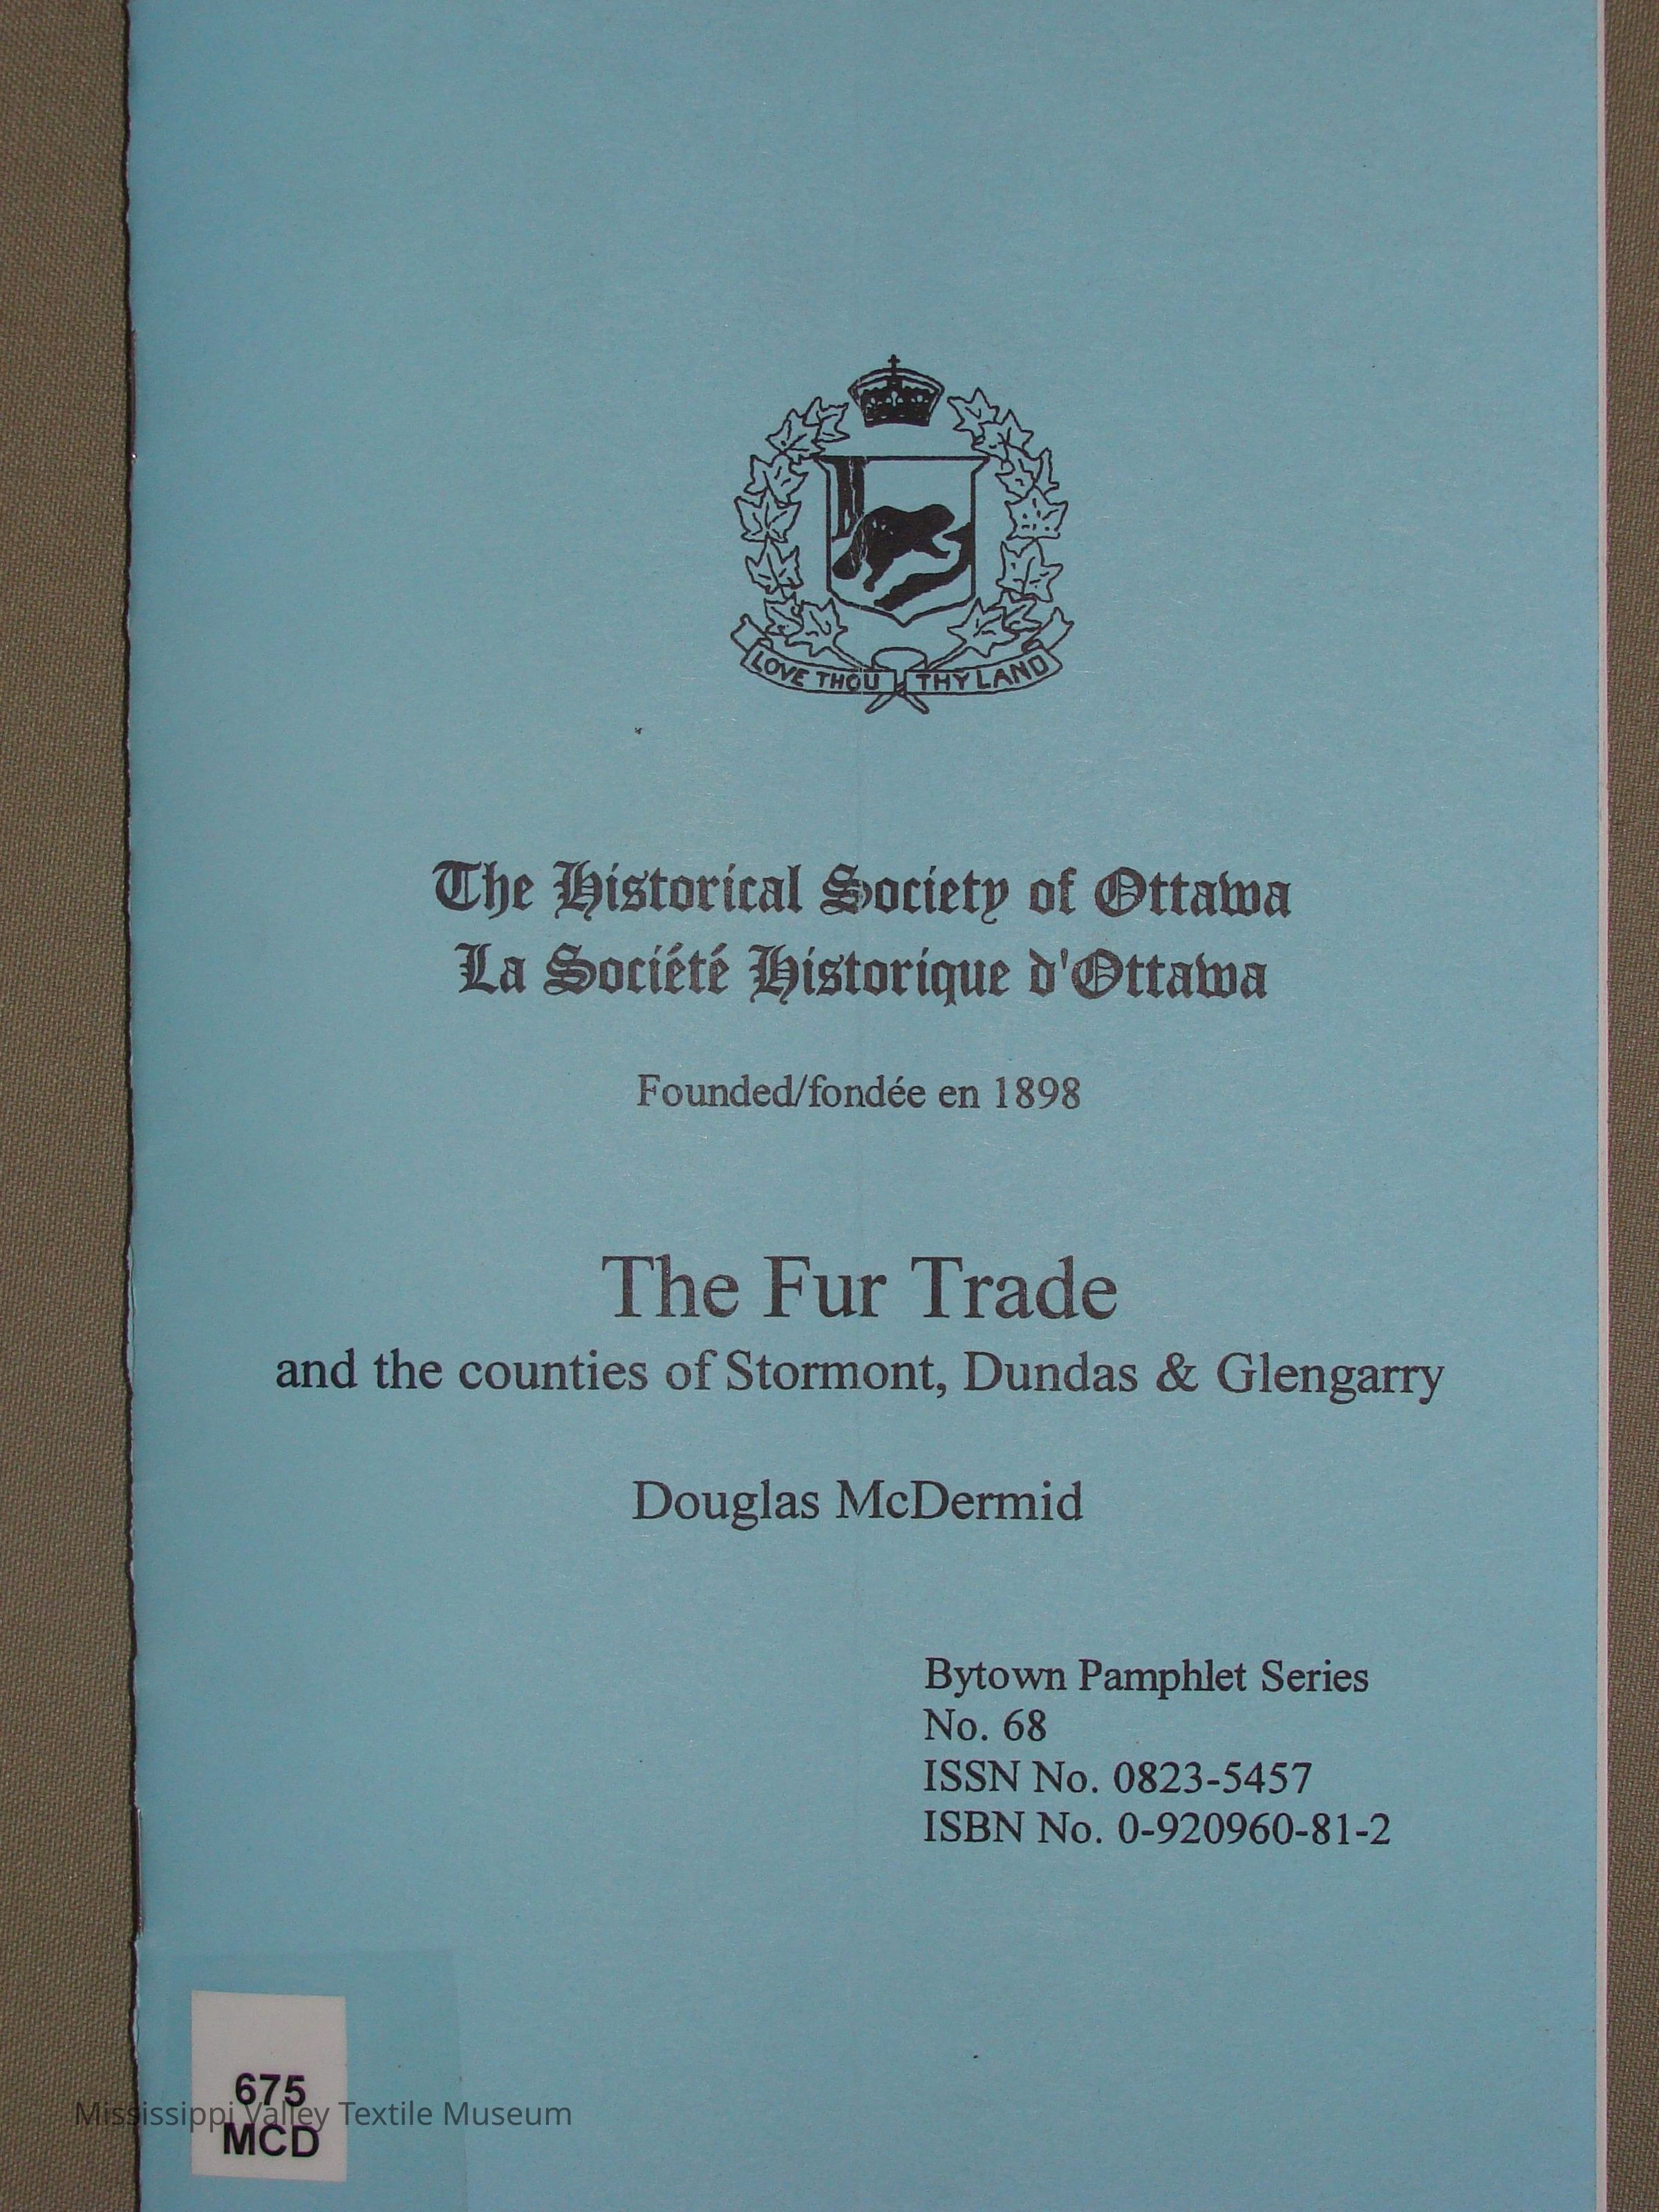 LOVE THOU THY LAND
The Historical Society of Ottawa
La Société Historique d'Ottawa
Founded/fondée en 1898
The Fur Trade
and the counties of Stormont, Dundas & Glengarry
Douglas McDermid
Bytown Pamphlet Series
No. 68
ISSN No. 0823-5457
ISBN No. 0-920960-81-2
675
Mississippi Valley Textile Museum
MCD